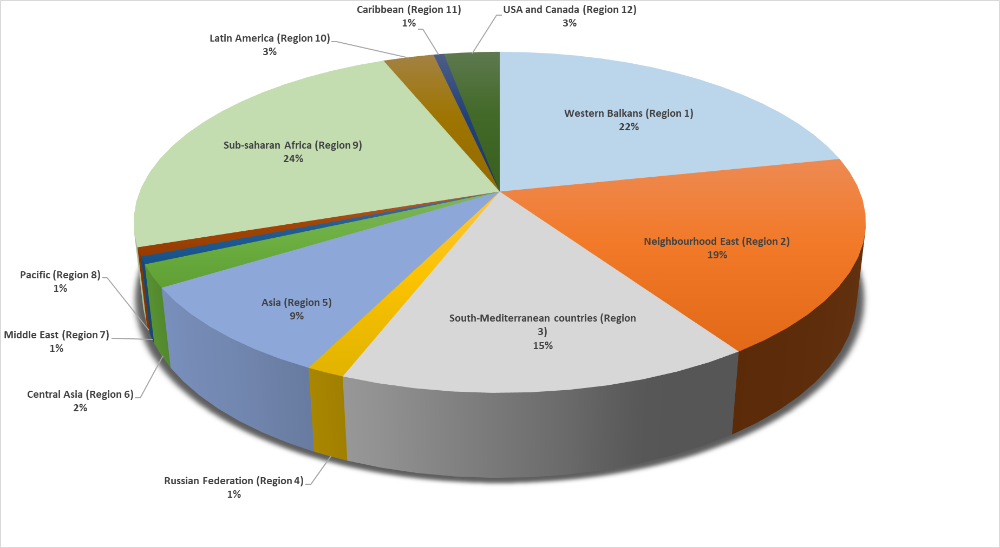 Caribbean (Region 11)
1%
USA and Canada (Region 12)
3%
Latin America (Region 10)
3%
Western Balkans (Region 1)
22%
Sub-saharan Africa (Region 9)
24%
Neighbourhood East (Region 2)
19%
Pacific (Region 8)
1%
Asia (Region 5)
9%
South-Mediterranean countries (Region
3)
15%
Middle East (Region 7)
1%
Central Asia (Region 6)
2%
Russian Federation (Region 4)
1%